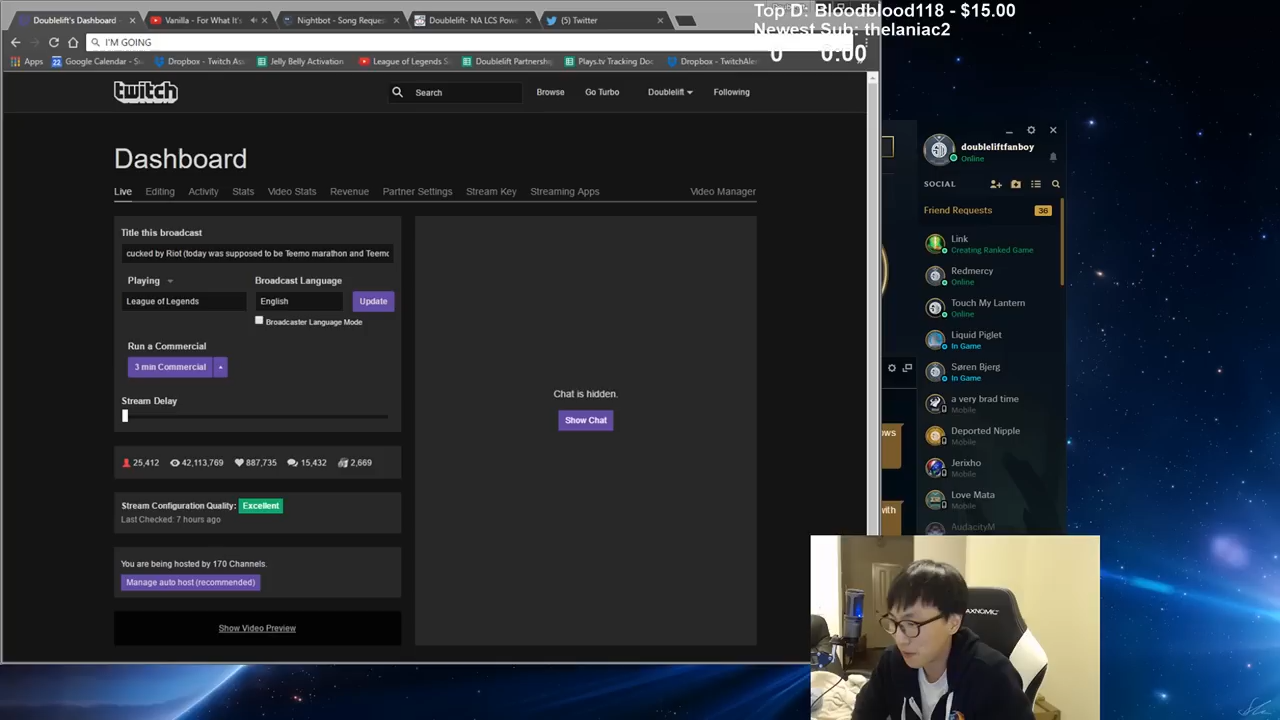 Doublelift's Dashboard -
Vanilla - For What It's
Nightbot - Song Reques
Doublelift- NA LCS Pow
(5) Twitter
Top D: Bloodblood118 - $15.00
Newest Sub: thelaniac2
0 0:00
I'M GOING
Apps
Google Calendar - S
Dropbox - Twitch Ass
Jelly Belly Activation
League of Legends S
Doublelift Partnership
Plays.tv Tracking Doc
Dropbox - TwitchAler
twitch
Search
Browse
Go Turbo
Doublelift
Following
Dashboard
Live
Editing
Activity
Stats
Video Stats
Revenue
Partner Settings
Stream Key
Streaming Apps
Video Manager
Title this broadcast
cucked by Riot (today was supposed to be Teemo marathon and Teemo
Playing
Broadcast Language
League of Legends
English
Update
Broadcaster Language Mode
Run a Commercial
3 min Commercial
Stream Delay
25,412
42,113,769
887,735
15,432
2,669
Stream Configuration Quality: Excellent
Last Checked: 7 hours ago
You are being hosted by 170 Channels.
Manage auto host (recommended)
Show Video Preview
Chat is hidden.
Show Chat
doubleliftfanboy
Online
SOCIAL
Friend Requests
36
Link
Creating Ranked Game
Redmercy
Online
Touch My Lantern
Online
Liquid Piglet
In Game
Søren Bjerg
In Game
a very brad time
Mobile
Deported Nipple
Mobile
Jerixho
Mobile
Love Mata
Mobile
AudacityM
ows
with
AXNOMIC